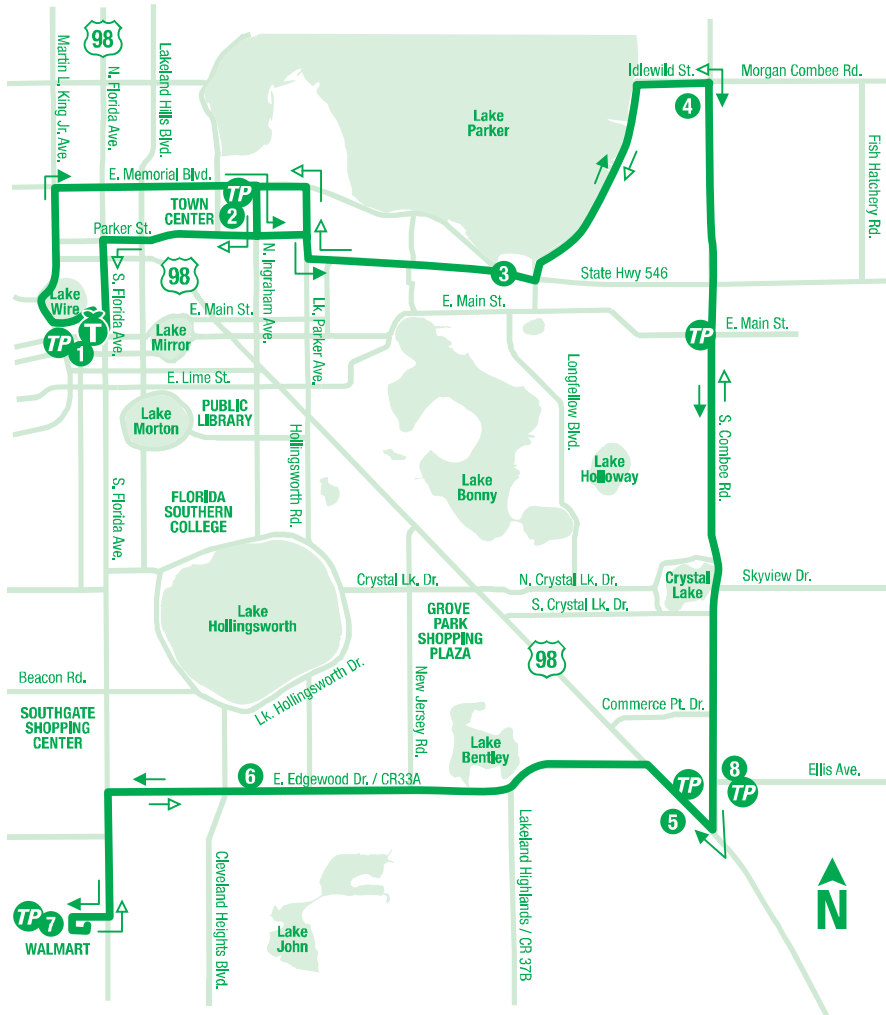 98
Martin L. King Jr. Ave.
N. Florida Ave.
Lakeland Hills Blvd.
Idlewild St.
Morgan Combee Rd.
4
Lake
Parker
Fish Hatchery Rd.
E. Memorial Blvd.
TP
TOWN
CENTER
2
Parker St.
N. Ingraham Ave.
98
3
State Hwy 546
S. Florida Ave.
Lake
Wire
T
TP
1
Lake
Mirror
E. Main St.
E. Main St.
TP
E. Main St.
Lk. Parker Ave.
E. Lime St.
Longfellow Blvd.
PUBLIC
LIBRARY
Lake
Morton
Hollingsworth Rd.
S. Combee Rd.
Lake
Holloway
Lake
Bonny
S. Florida Ave.
FLORIDA
SOUTHERN
COLLEGE
Crystal Lk. Dr.
N. Crystal Lk. Dr.
Crystal
Lake
Skyview Dr.
S. Crystal Lk. Dr.
Lake
Hollingsworth
GROVE
PARK
SHOPPING
PLAZA
98
Beacon Rd.
Lk. Hollingsworth Dr.
New Jersey Rd.
Commerce Pt. Dr.
SOUTHGATE
SHOPPING
CENTER
Lake
Bentley
6
E. Edgewood Dr. / CR33A
TP
8
TP
Ellis Ave.
5
Cleveland Heights Blvd.
Lakeland Highlands / CR 37B
TP
7
WALMART
Lake
John
N